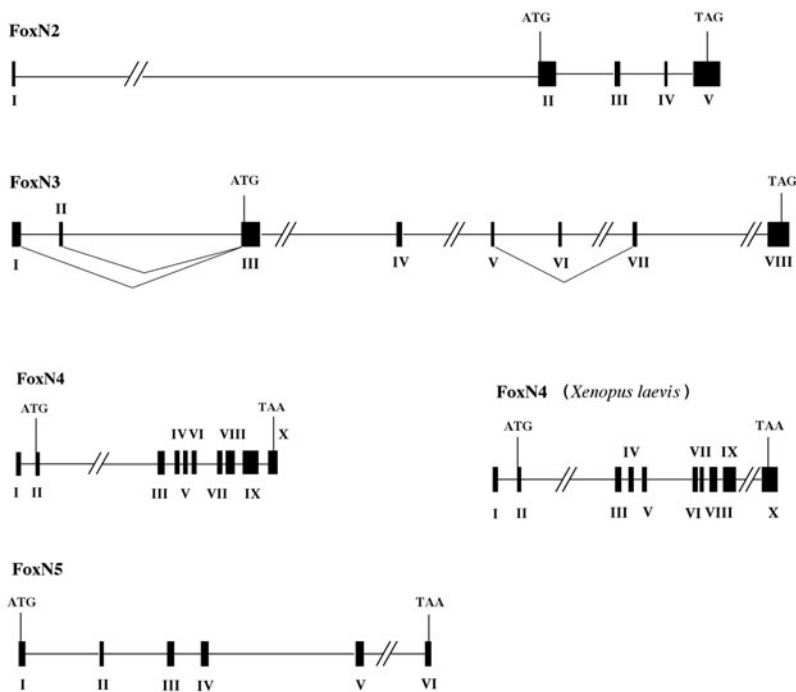 FoxN2
ATG TAG
I II III IV V
FoxN3
ATG TAG
II
I III IV V VI VII VIII
FoxN4
ATG TAA
IV VI VIII X
I II III V VII IX
FoxN4 (Xenopus laevis)
ATG TAA
IV VII IX
I II III V VI VIII X
FoxN5
ATG TAA
I II III IV V VI